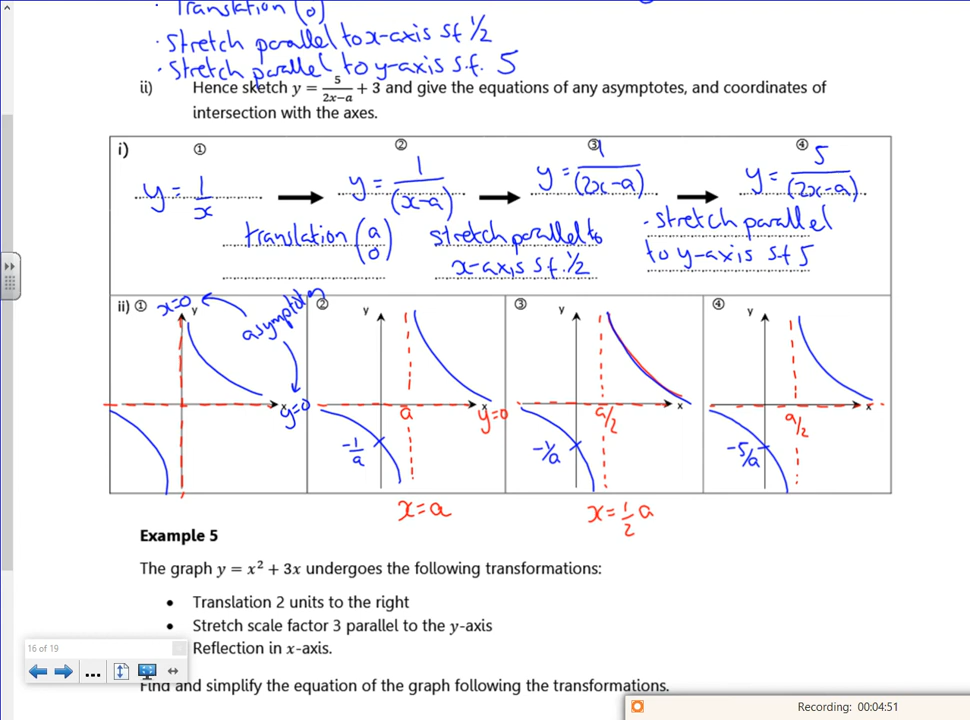 · Translation (0)
· Stretch parallel to x-axis sf 1/2
· Stretch parallel to y-axis s.f. 5
ii) Hence sketch y = 5/(2x−a) + 3 and give the equations of any asymptotes, and coordinates of
intersection with the axes.
i) ① ② ③ ④
y = 1/x y = 1/(x-a) y = 1/(2x-a) y = 5/(2x-a)
translation (a 0)
stretch parallel to
x-axis s.f. 1/2
- stretch parallel
to y-axis sf 5
ii) ① x=0 y asymptotes x y=0
② y a x y=0 -1/a
x=a
③ y a/2 x -1/a
x = 1/2 a
④ y a/2 x -5/a
Example 5
The graph y = x² + 3x undergoes the following transformations:
• Translation 2 units to the right
• Stretch scale factor 3 parallel to the y-axis
Reflection in x-axis.
16 of 19
Find and simplify the equation of the graph following the transformations.
Recording: 00:04:51